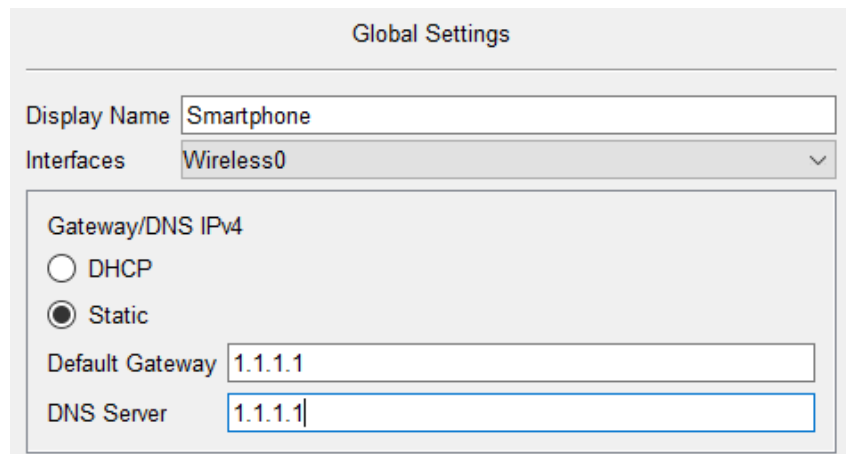 Global Settings
Display Name Smartphone
Interfaces Wireless0
Gateway/DNS IPv4
DHCP
Static
Default Gateway 1.1.1.1
DNS Server 1.1.1.1